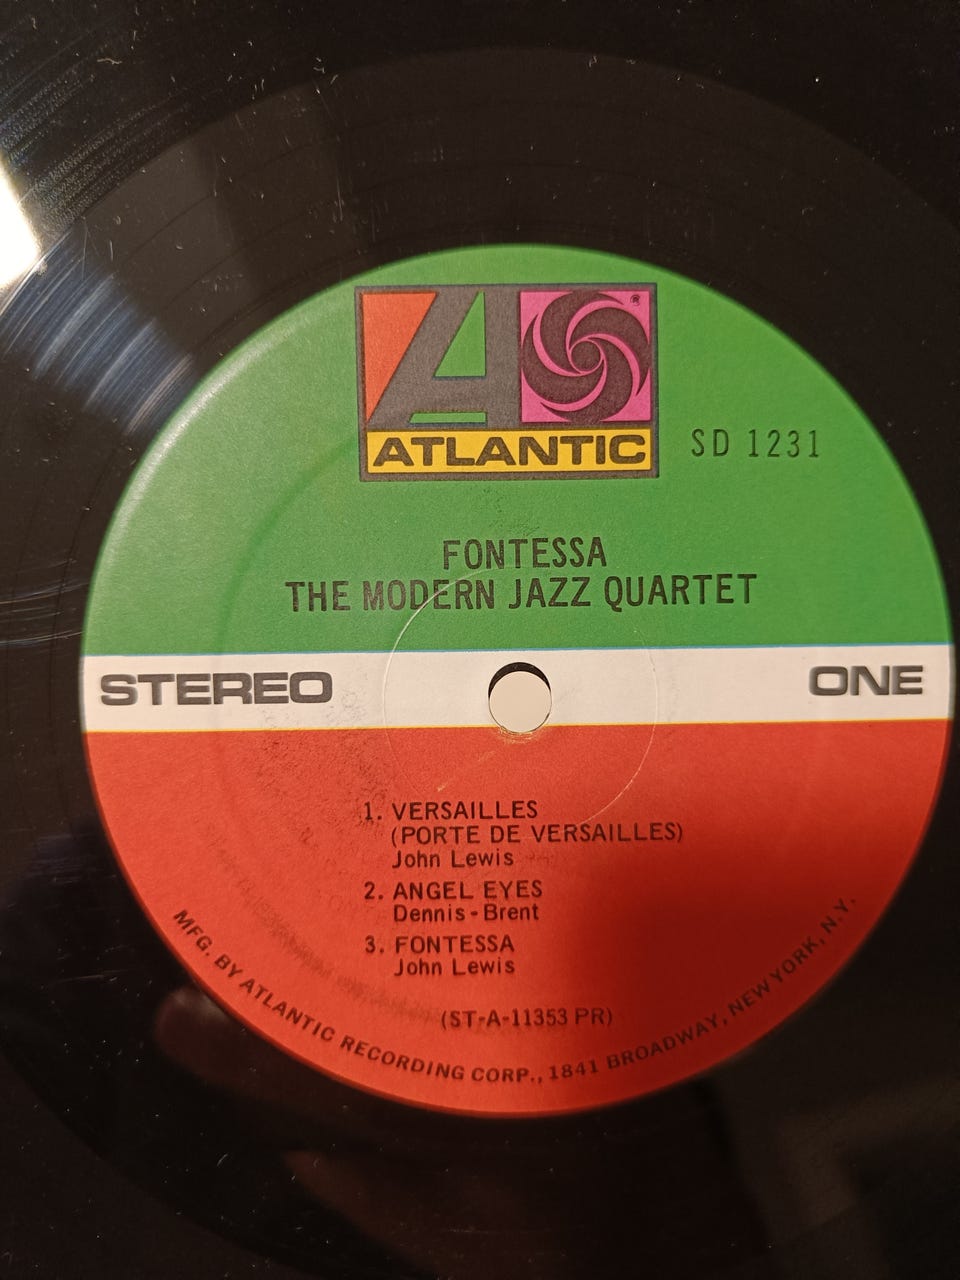 ATLANTIC
®
SD 1231
FONTESSA
THE MODERN JAZZ QUARTET
STEREO
ONE
1. VERSAILLES
(PORTE DE VERSAILLES)
John Lewis
2. ANGEL EYES
Dennis - Brent
3. FONTESSA
John Lewis
(ST-A-11353 PR)
MFG. BY ATLANTIC RECORDING CORP., 1841 BROADWAY, NEW YORK, N.Y.